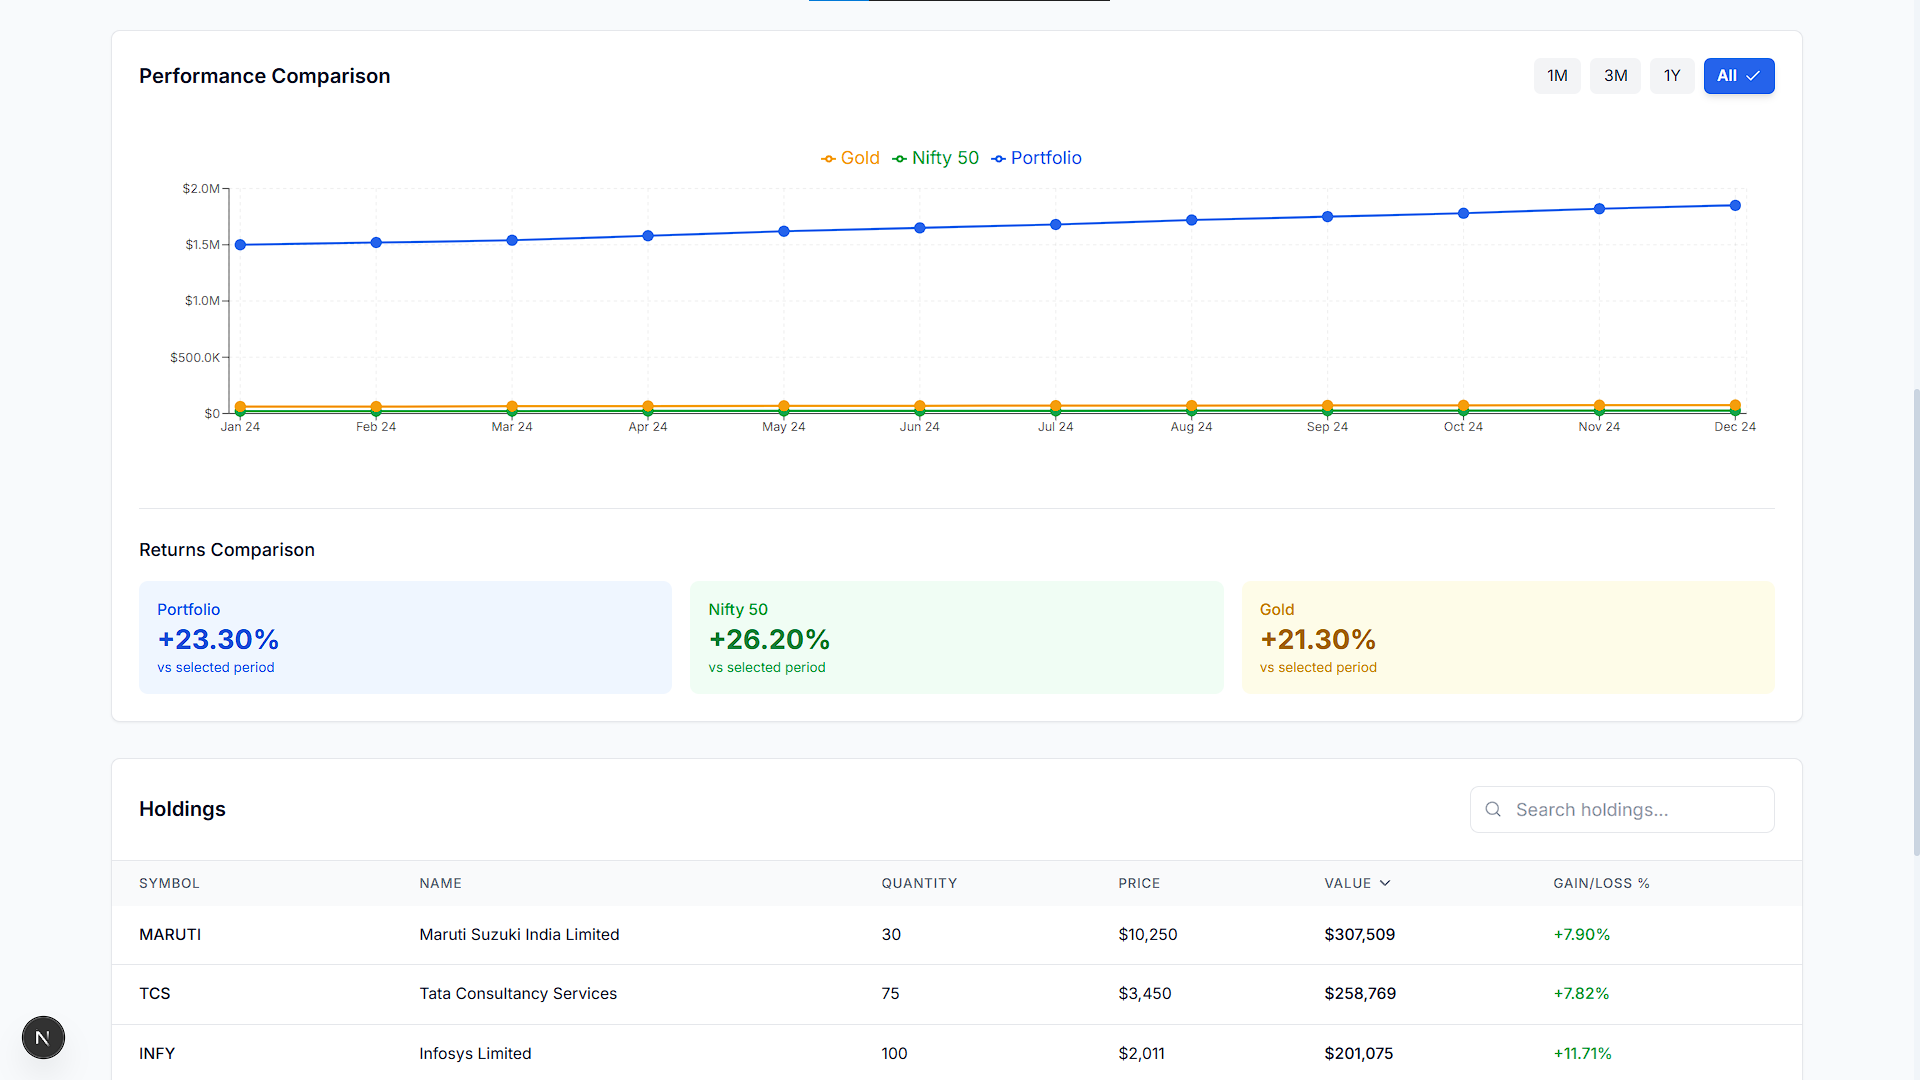 Performance Comparison
1M 3M 1Y All
Gold Nifty 50 Portfolio
$2.0M
$1.5M
$1.0M
$500.0K
$0
Jan 24 Feb 24 Mar 24 Apr 24 May 24 Jun 24 Jul 24 Aug 24 Sep 24 Oct 24 Nov 24 Dec 24
Returns Comparison
Portfolio
+23.30%
vs selected period
Nifty 50
+26.20%
vs selected period
Gold
+21.30%
vs selected period
Holdings
Search holdings...
SYMBOL NAME QUANTITY PRICE VALUE GAIN/LOSS %
MARUTI Maruti Suzuki India Limited 30 $10,250 $307,509 +7.90%
TCS Tata Consultancy Services 75 $3,450 $258,769 +7.82%
INFY Infosys Limited 100 $2,011 $201,075 +11.71%
N